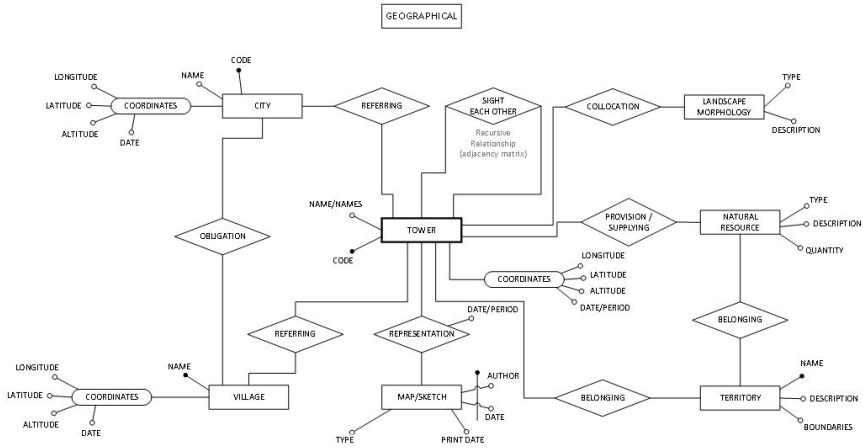 GEOGRAPHICAL
CODE
NAME
LONGITUDE
LATITUDE
COORDINATES
ALTITUDE
DATE
CITY
REFERRING
SIGHT
EACH OTHER
Recursive
Relationship
(adjacency matrix)
COLLOCATION
LANDSCAPE
MORPHOLOGY
TYPE
DESCRIPTION
OBLIGATION
NAME/NAMES
TOWER
CODE
PROVISION /
SUPPLYING
NATURAL
RESOURCE
TYPE
DESCRIPTION
QUANTITY
COORDINATES
LONGITUDE
LATITUDE
ALTITUDE
DATE/PERIOD
REFERRING
REPRESENTATION
DATE/PERIOD
BELONGING
LONGITUDE
LATITUDE
COORDINATES
ALTITUDE
DATE
NAME
VILLAGE
MAP/SKETCH
AUTHOR
DATE
TYPE
PRINT DATE
BELONGING
TERRITORY
NAME
DESCRIPTION
BOUNDARIES